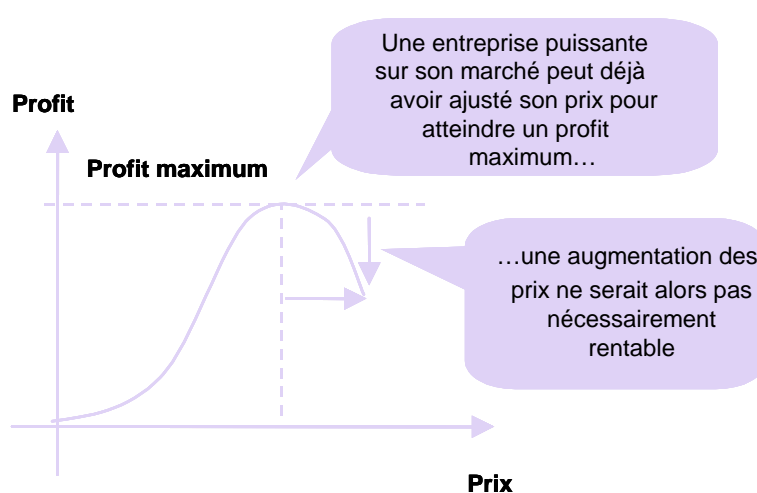 Une entreprise puissante
sur son marché peut déjà
avoir ajusté son prix pour
atteindre un profit
maximum…
Profit
Profit maximum
…une augmentation des
prix ne serait alors pas
nécessairement
rentable
Prix